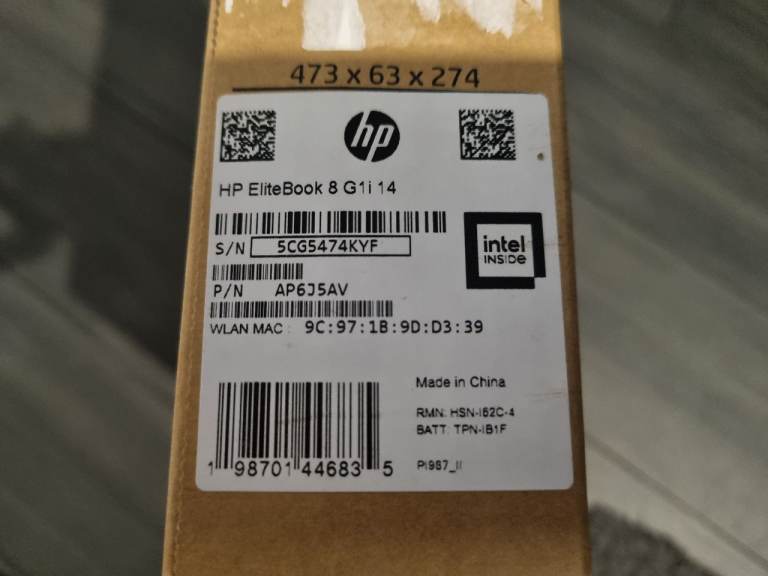 473 x 63 x 274
hp
HP EliteBook 8 G1i 14
S/N 5CG5474KYF
intel
INSIDE
P/N AP6J5AV
WLAN MAC : 9C:97:1B:9D:D3:39
Made in China
RMN: HSN-I62C-4
BATT: TPN-IB1F
1 98701 44683 5